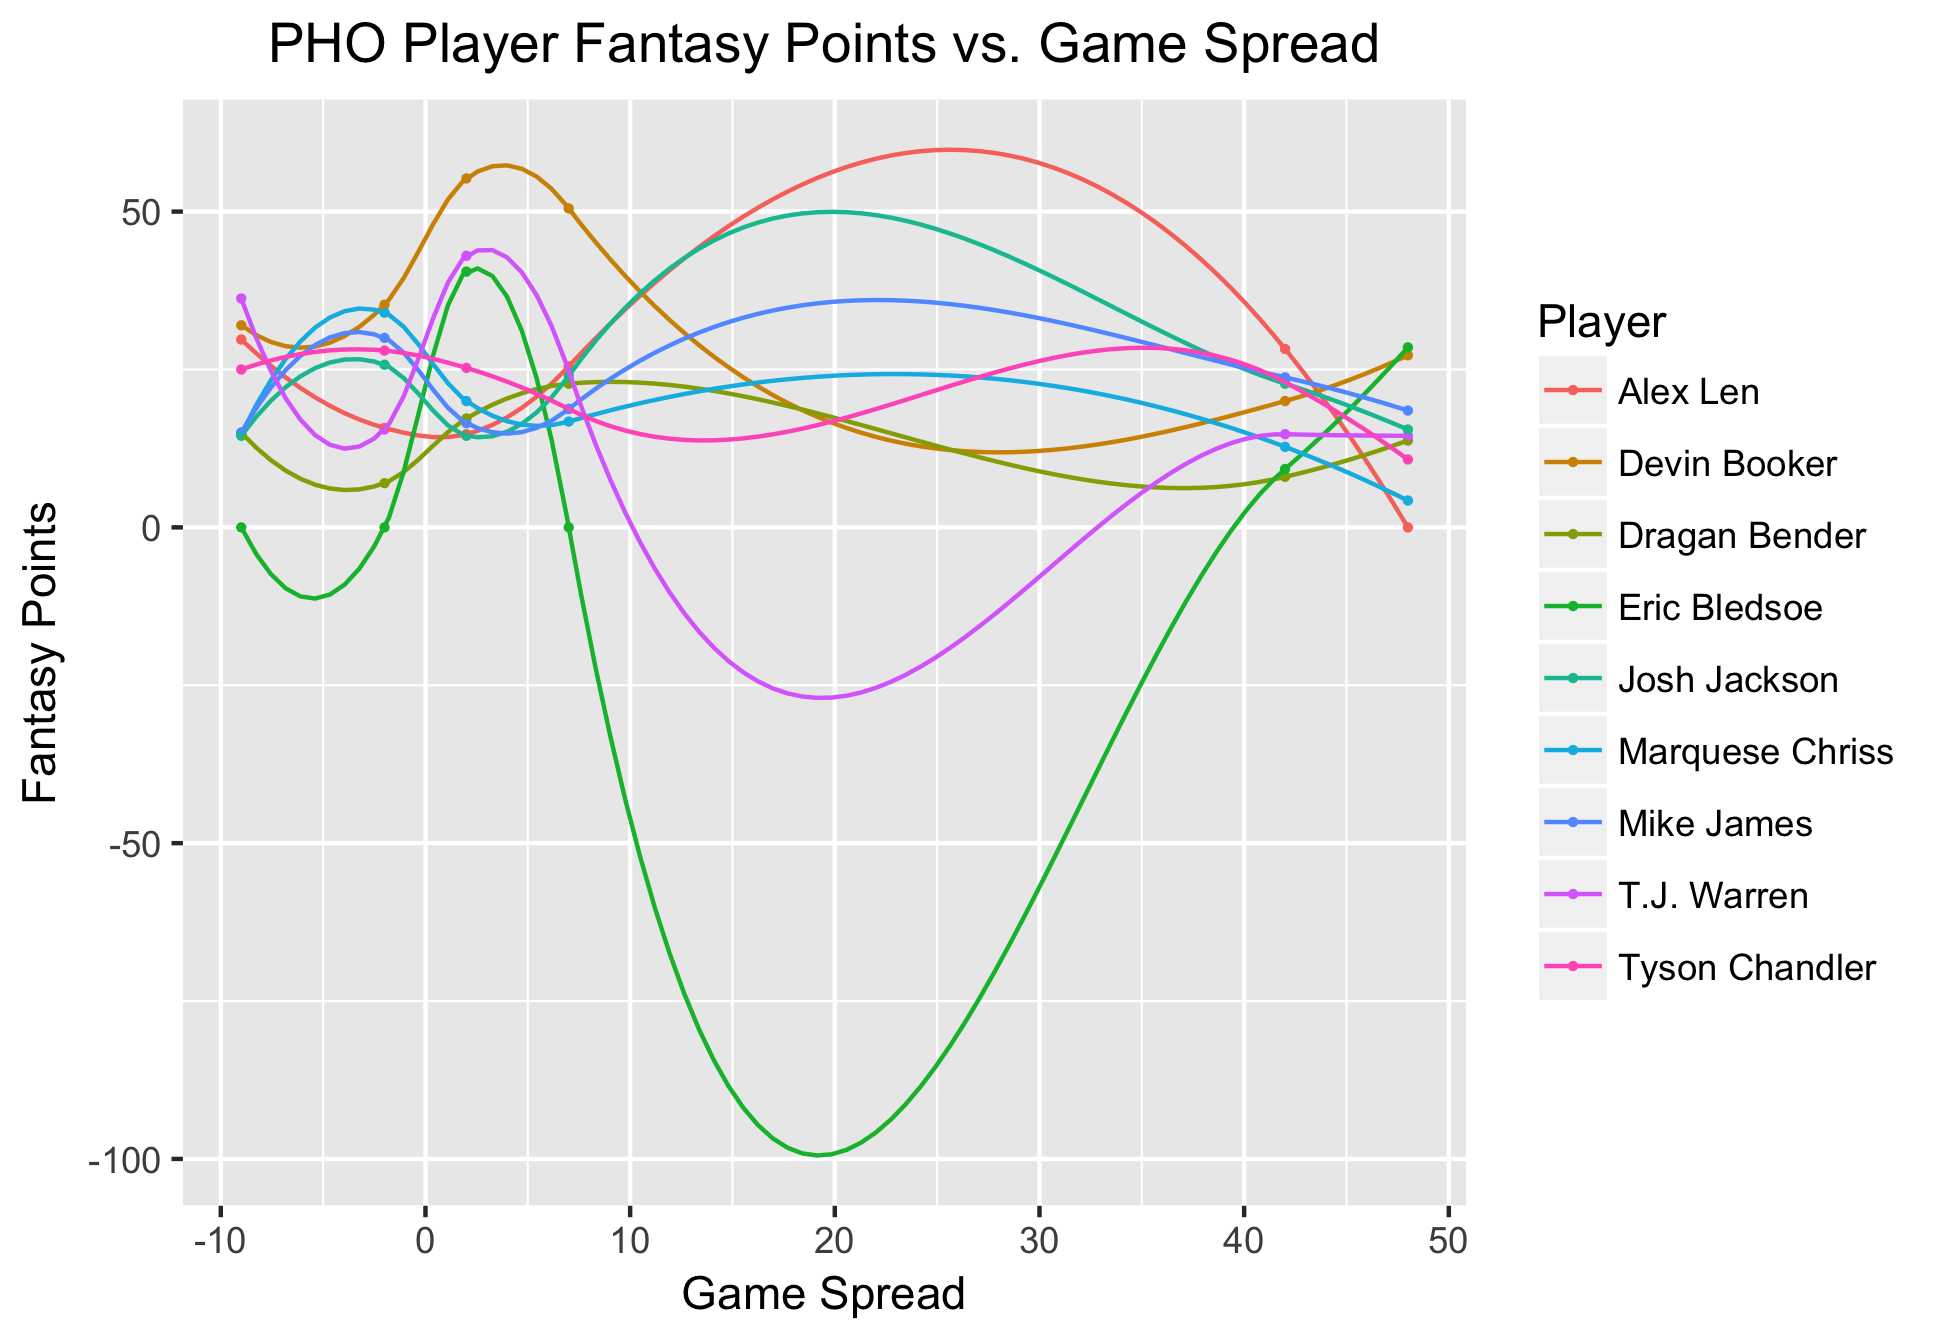 PHO Player Fantasy Points vs. Game Spread
Fantasy Points
50
0
-50
-100
-10
0
10
20
30
40
50
Game Spread
Player
Alex Len
Devin Booker
Dragan Bender
Eric Bledsoe
Josh Jackson
Marquese Chriss
Mike James
T.J. Warren
Tyson Chandler